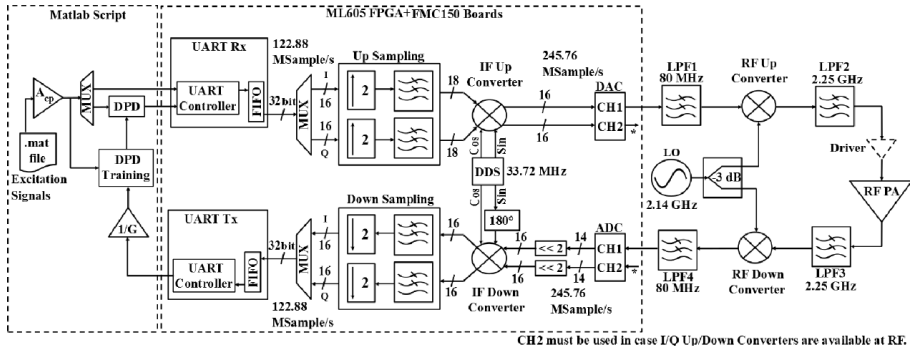 Matlab Script
ML605 FPGA+FMC150 Boards
A_cp
MUX
DPD
.mat
file
Excitation
Signals
DPD
Training
1/G
UART Rx
UART
Controller
FIFO
32bit
122.88
MSample/s
MUX
I
16
16
Q
Up Sampling
2
2
18
18
IF Up
Converter
Cos
Sin
DDS
33.72 MHz
Cos
Sin
180°
245.76
MSample/s
16
16
DAC
CH1
CH2
*
LPF1
80 MHz
RF Up
Converter
LPF2
2.25 GHz
Driver
RF PA
LO
2.14 GHz
-3 dB
UART Tx
UART
Controller
FIFO
32bit
MUX
I
16
16
Q
122.88
MSample/s
Down Sampling
2
2
16
16
IF Down
Converter
16
16
<< 2
<< 2
14
14
245.76
MSample/s
ADC
CH1
CH2
*
LPF4
80 MHz
RF Down
Converter
LPF3
2.25 GHz
CH2 must be used in case I/Q Up/Down Converters are available at RF.